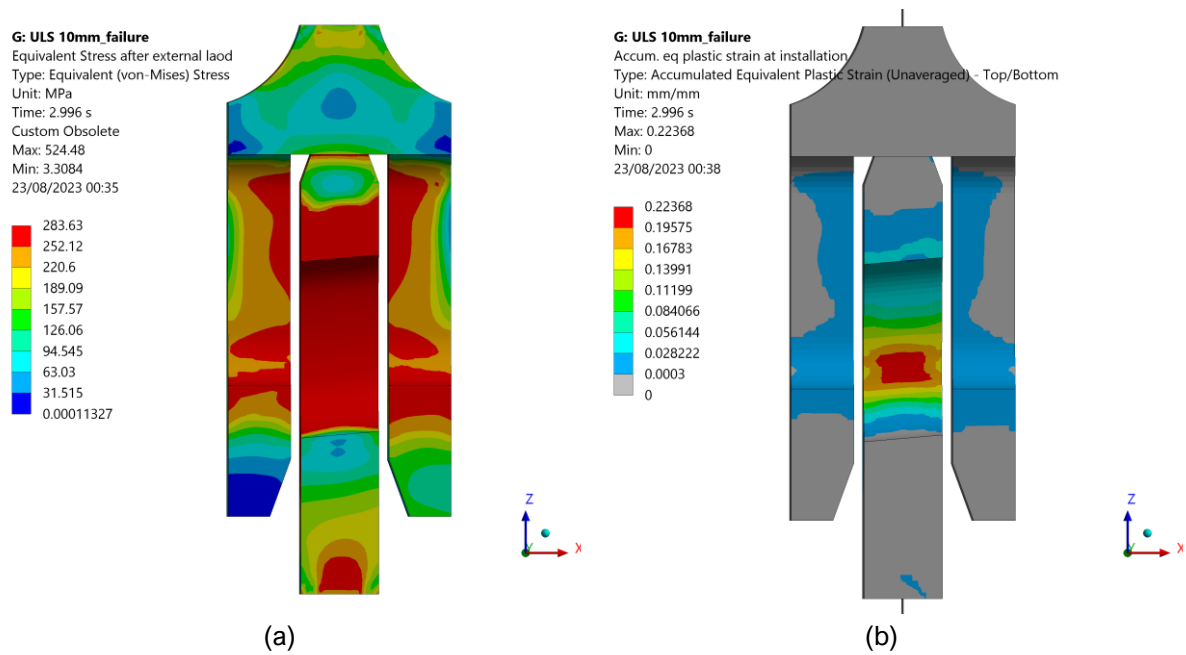 G: ULS 10mm_failure
Equivalent Stress after external laod
Type: Equivalent (von-Mises) Stress
Unit: MPa
Time: 2.996 s
Custom Obsolete
Max: 524.48
Min: 3.3084
23/08/2023 00:35
283.63
252.12
220.6
189.09
157.57
126.06
94.545
63.03
31.515
0.00011327
Z
X
Y
(a)
G: ULS 10mm_failure
Accum. eq plastic strain at installation
Type: Accumulated Equivalent Plastic Strain (Unaveraged) - Top/Bottom
Unit: mm/mm
Time: 2.996 s
Max: 0.22368
Min: 0
23/08/2023 00:38
0.22368
0.19575
0.16783
0.13991
0.11199
0.084066
0.056144
0.028222
0.0003
0
Z
X
Y
(b)